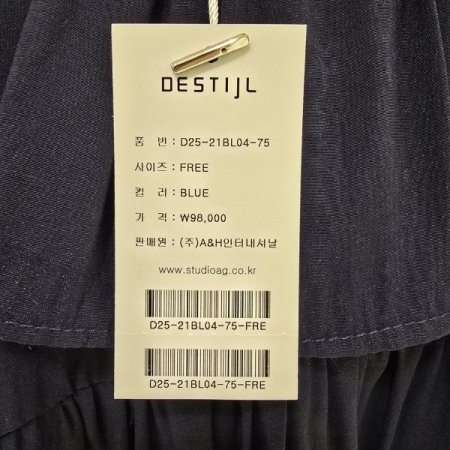 DESTIJL
품 번 : D25-21BL04-75
사이즈 : FREE
컬 러 : BLUE
가 격 : ₩98,000
판매원 : (주)A&H인터내셔날
www.studioag.co.kr
D25-21BL04-75-FRE
D25-21BL04-75-FRE